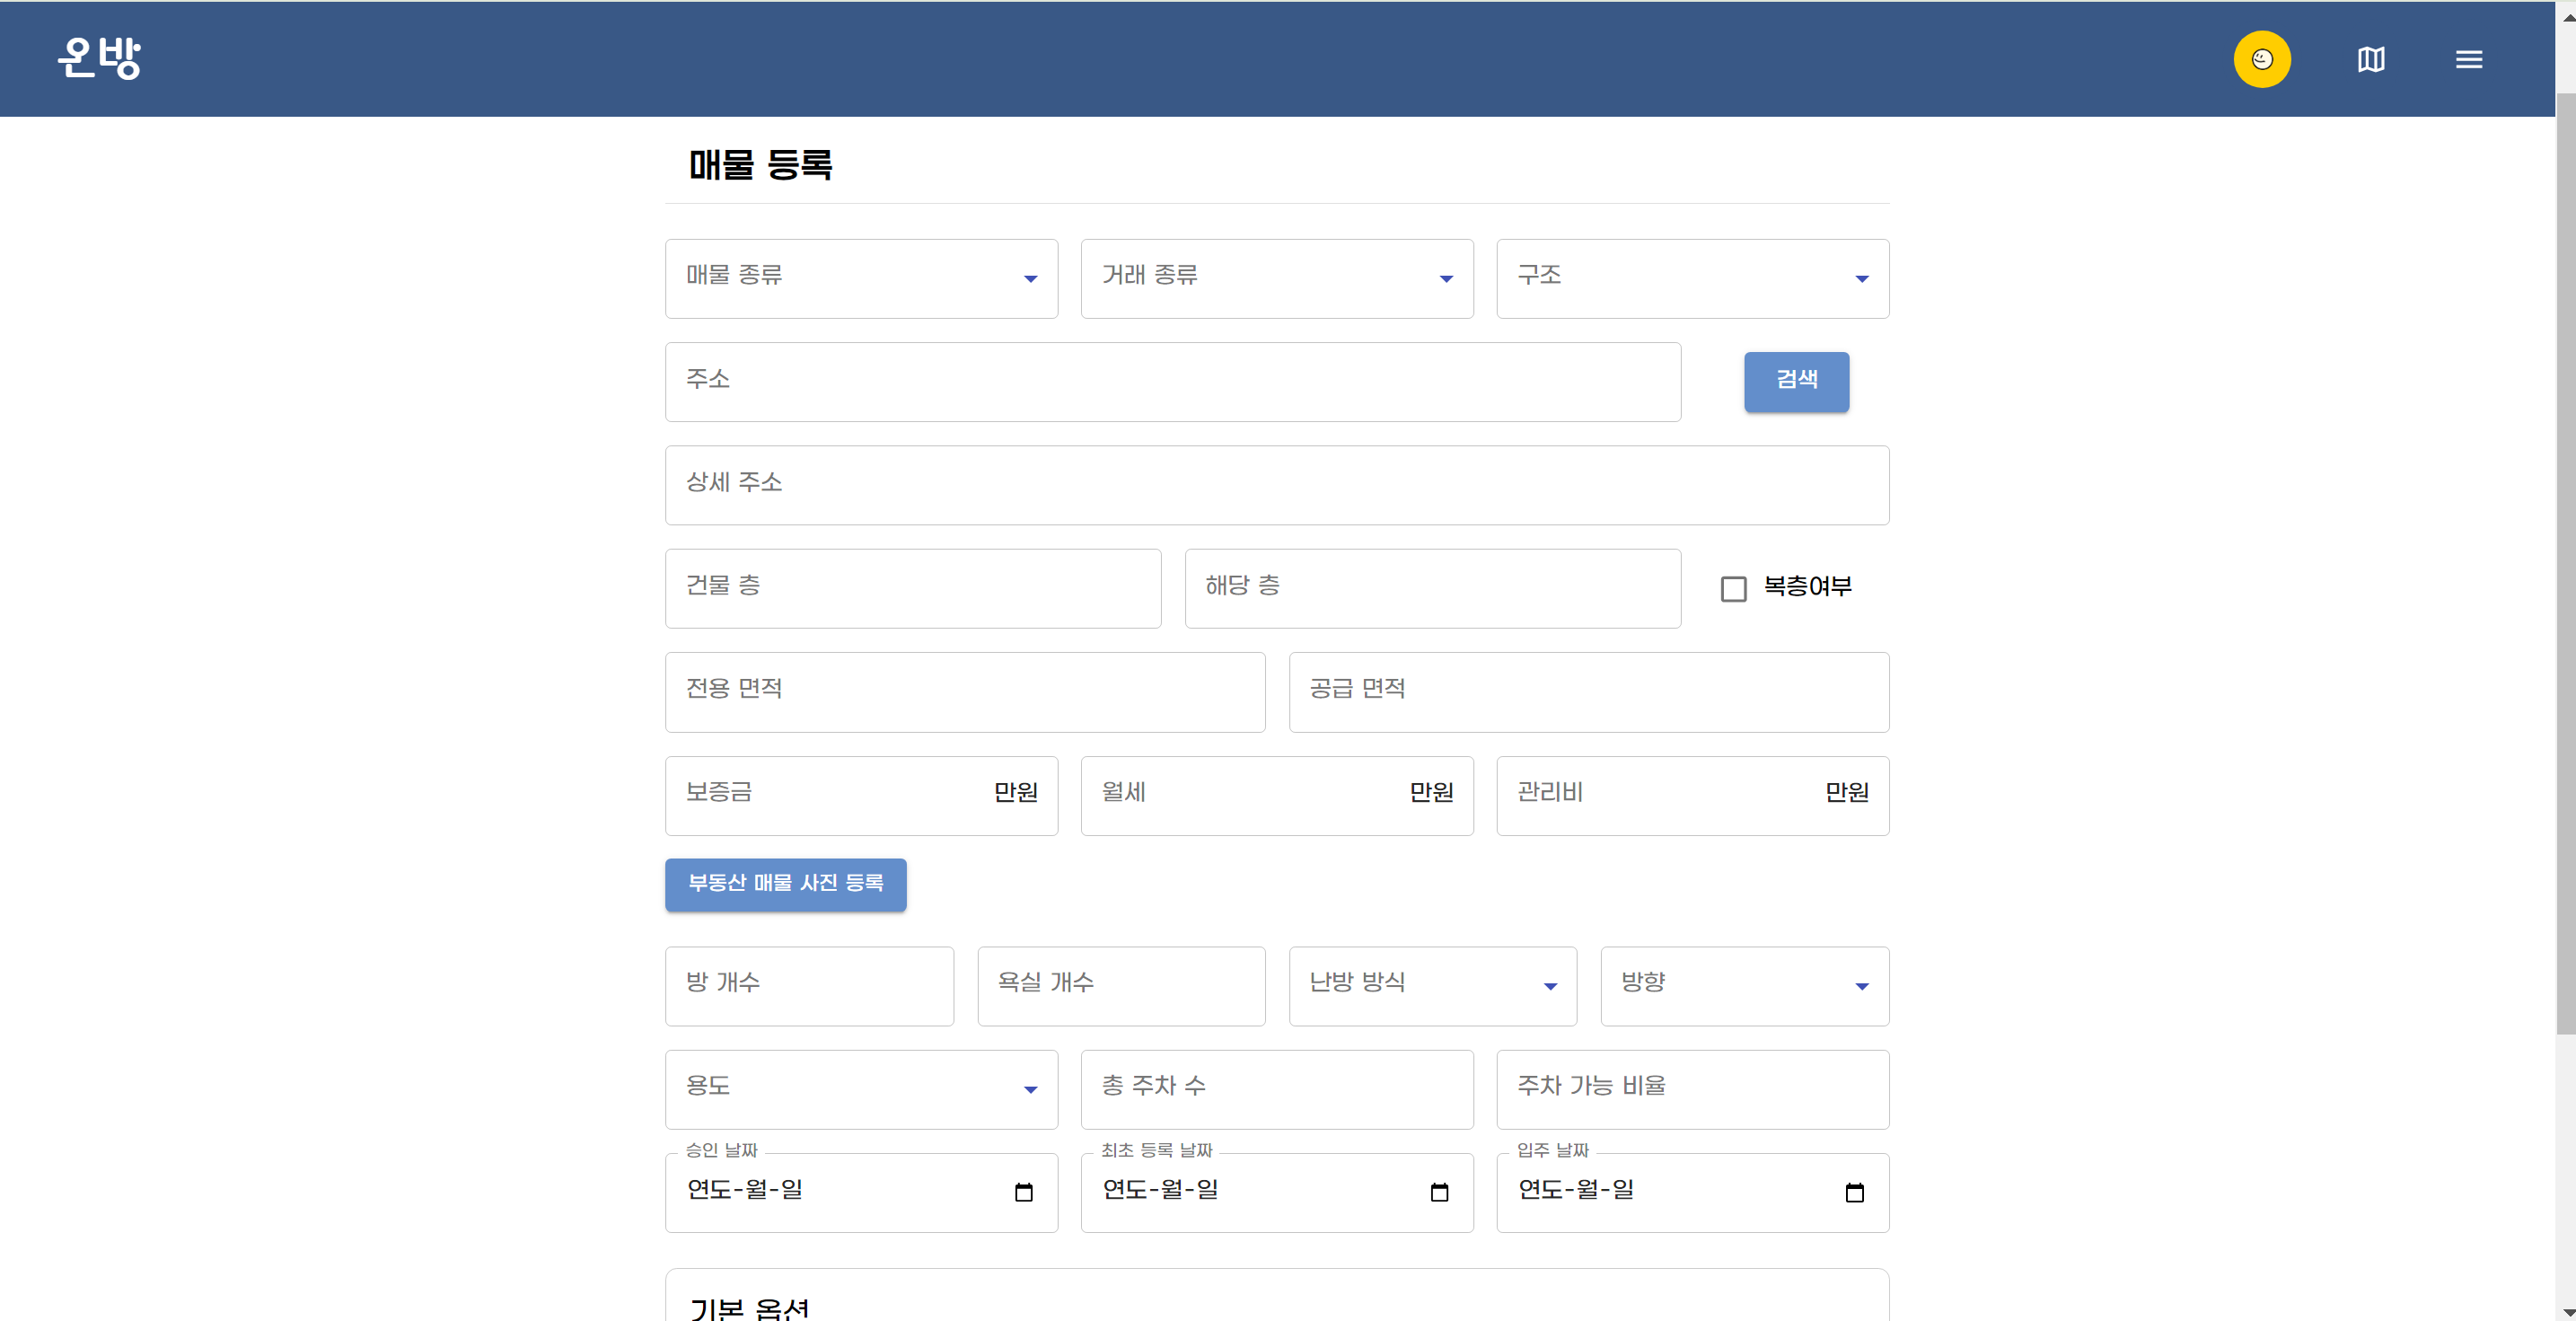 온방
매물 등록
매물 종류 거래 종류 구조
주소 검색
상세 주소
건물 층 해당 층 복층여부
전용 면적 공급 면적
보증금 만원 월세 만원 관리비 만원
부동산 매물 사진 등록
방 개수 욕실 개수 난방 방식 방향
용도 총 주차 수 주차 가능 비율
승인 날짜 최초 등록 날짜 입주 날짜
연도-월-일 연도-월-일 연도-월-일
기본 옵션